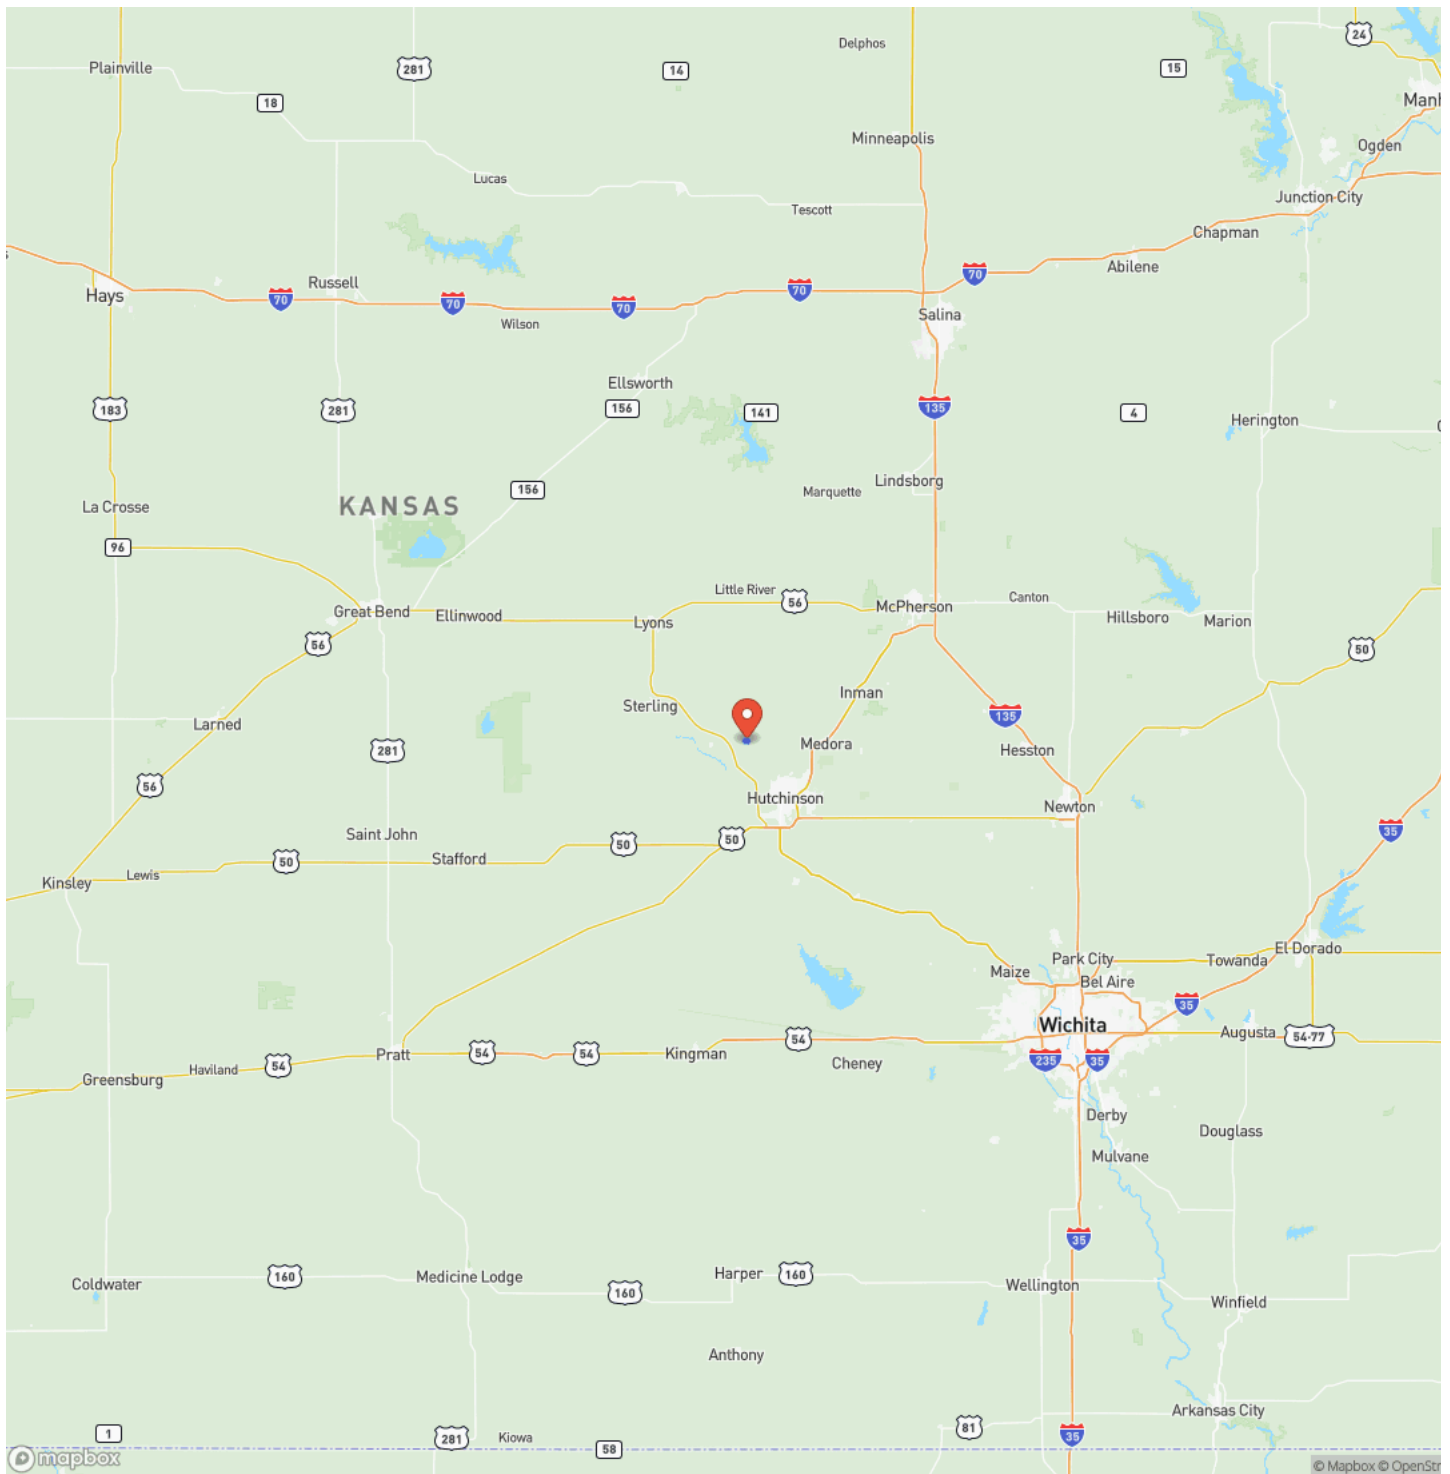 Delphos
24
Plainville
281
14
15
18
Manh
Minneapolis
Ogden
Lucas
Junction City
Tescott
Chapman
Abilene
70
Hays
Russell
70
70
70
70
Wilson
Salina
Ellsworth
183
281
156
141
135
4
Herington
Lindsborg
156
Marquette
La Crosse
KANSAS
96
Little River
56
Canton
Great Bend
Ellinwood
Lyons
McPherson
Hillsboro
Marion
56
50
Inman
Sterling
135
Larned
281
Medora
Hesston
56
Hutchinson
Newton
35
Saint John
50
50
Stafford
50
Lewis
Kinsley
El Dorado
Park City
Towanda
Maize
Bel Aire
35
Wichita
Augusta
54-77
54
Pratt
54
54
Kingman
235
35
54
Haviland
Cheney
Greensburg
Derby
Douglass
Mulvane
35
Coldwater
160
Medicine Lodge
Harper
160
160
Wellington
Winfield
Anthony
Arkansas City
1
281
Kiowa
58
81
35
mapbox
© Mapbox © OpenStr